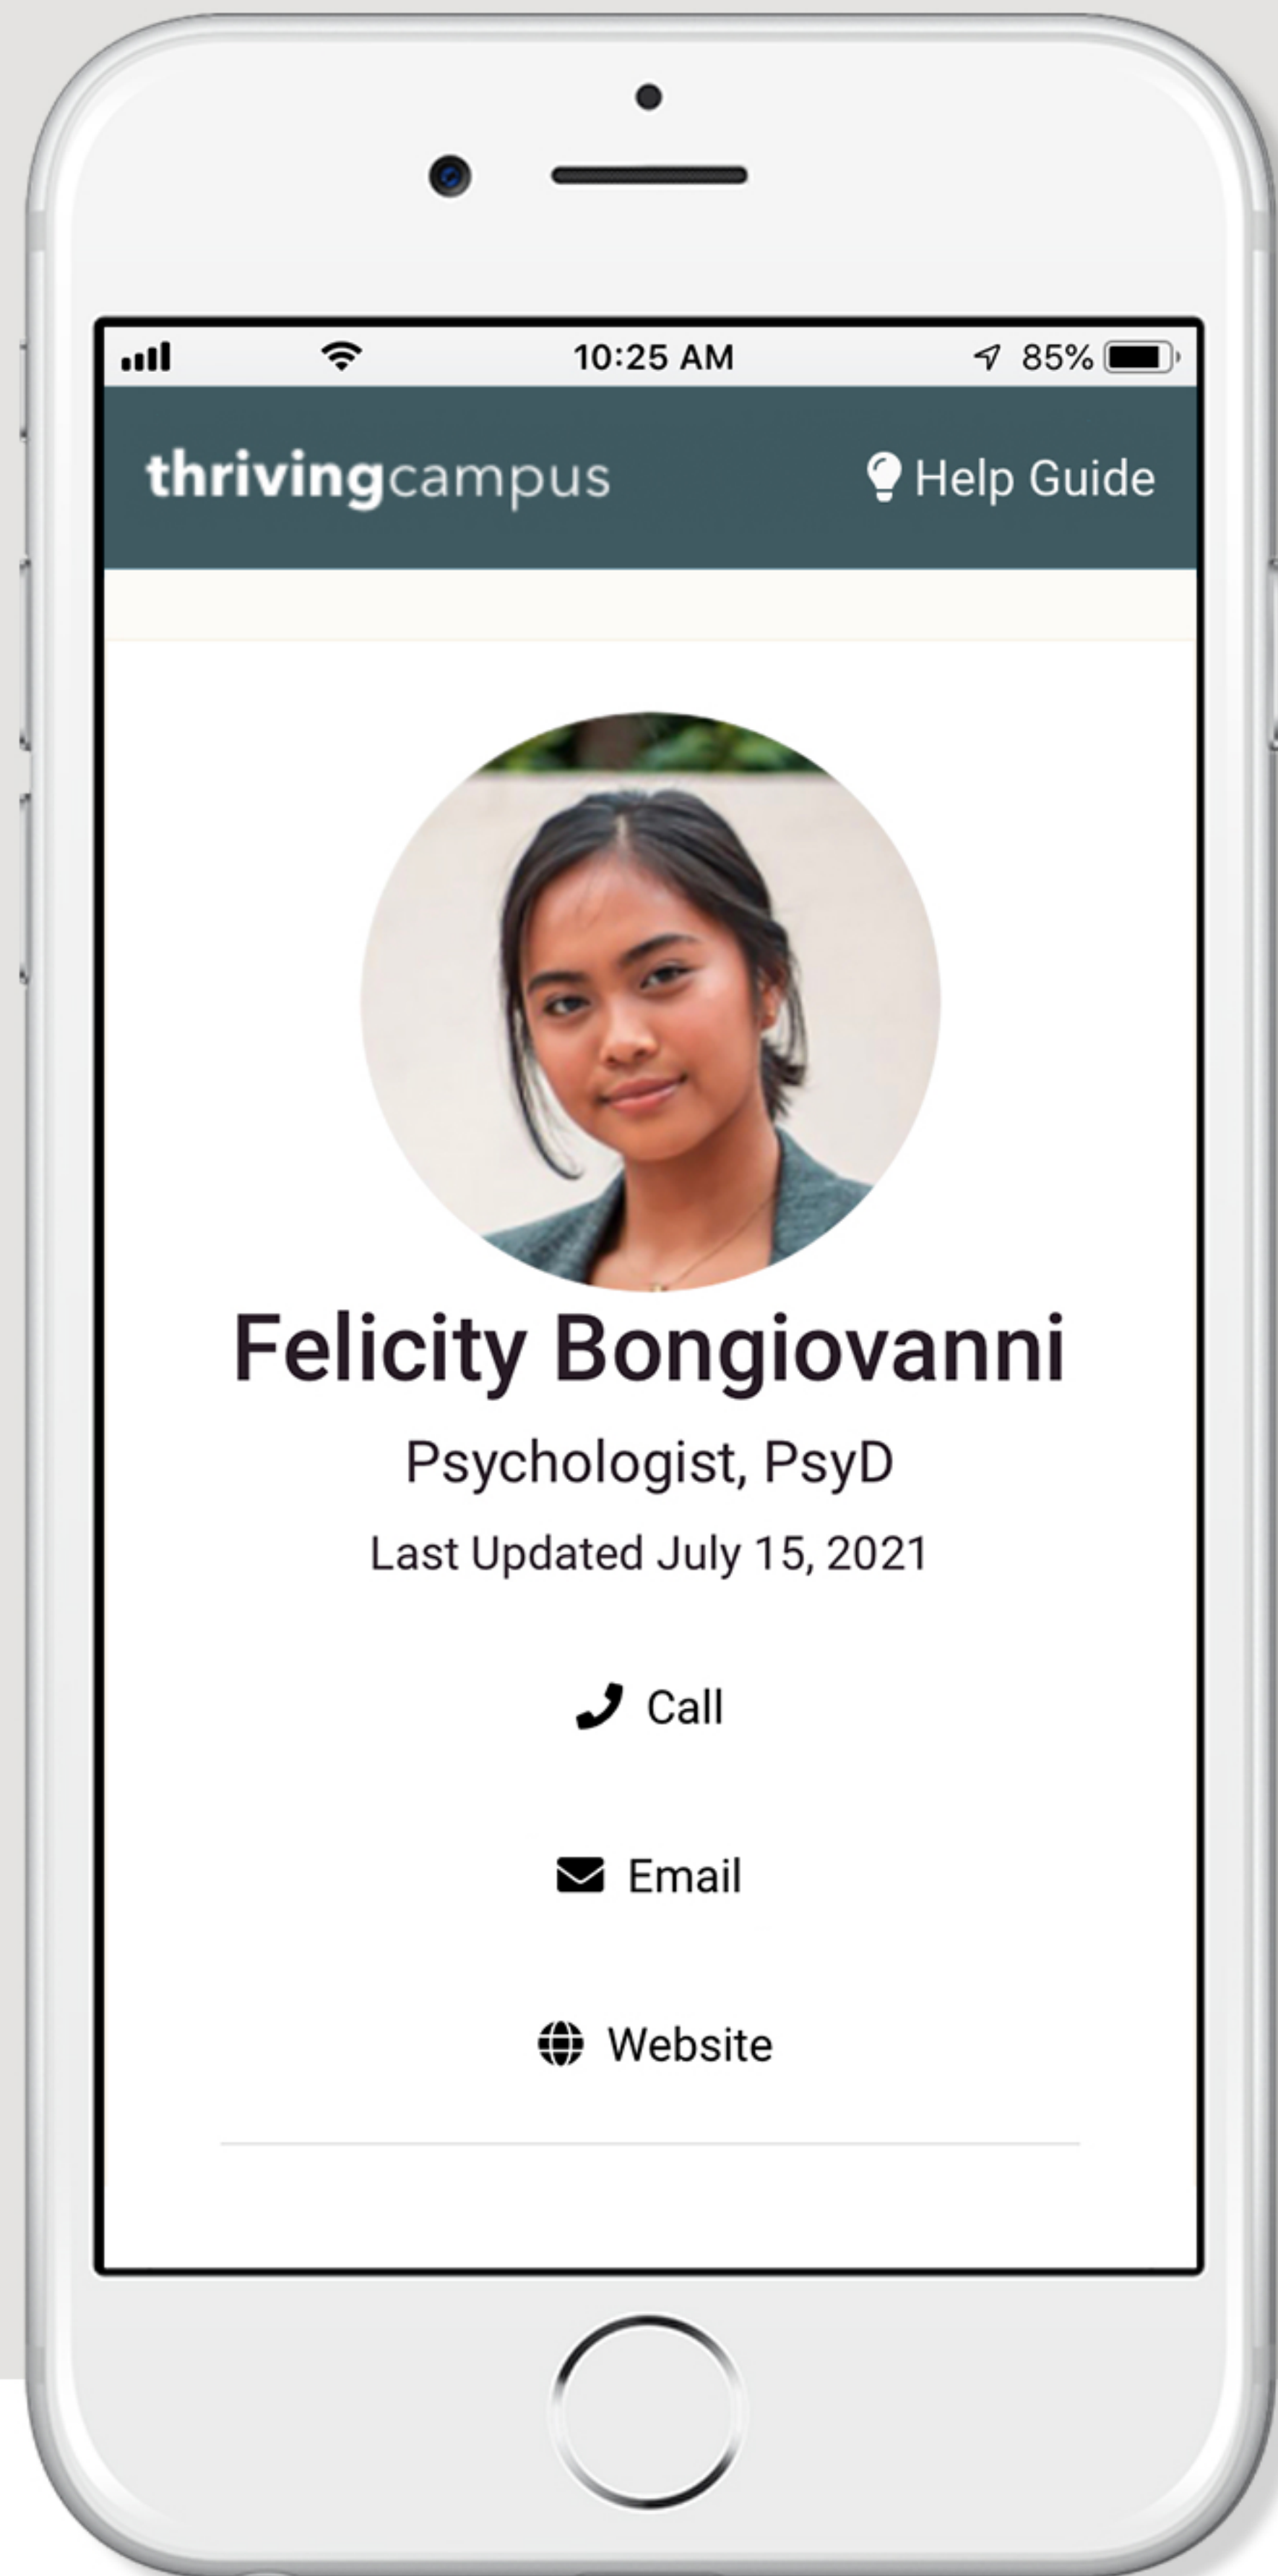 10:25 AM 85%
thrivingcampus Help Guide
Felicity Bongiovanni
Psychologist, PsyD
Last Updated July 15, 2021
Call
Email
Website